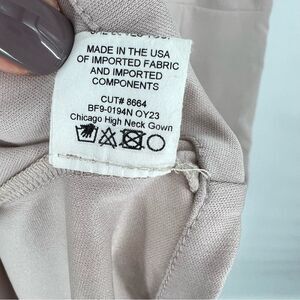 MADE IN THE USA
OF IMPORTED FABRIC
AND IMPORTED
COMPONENTS
CUT# 8664
BF9-0194N OY23
Chicago High Neck Gown